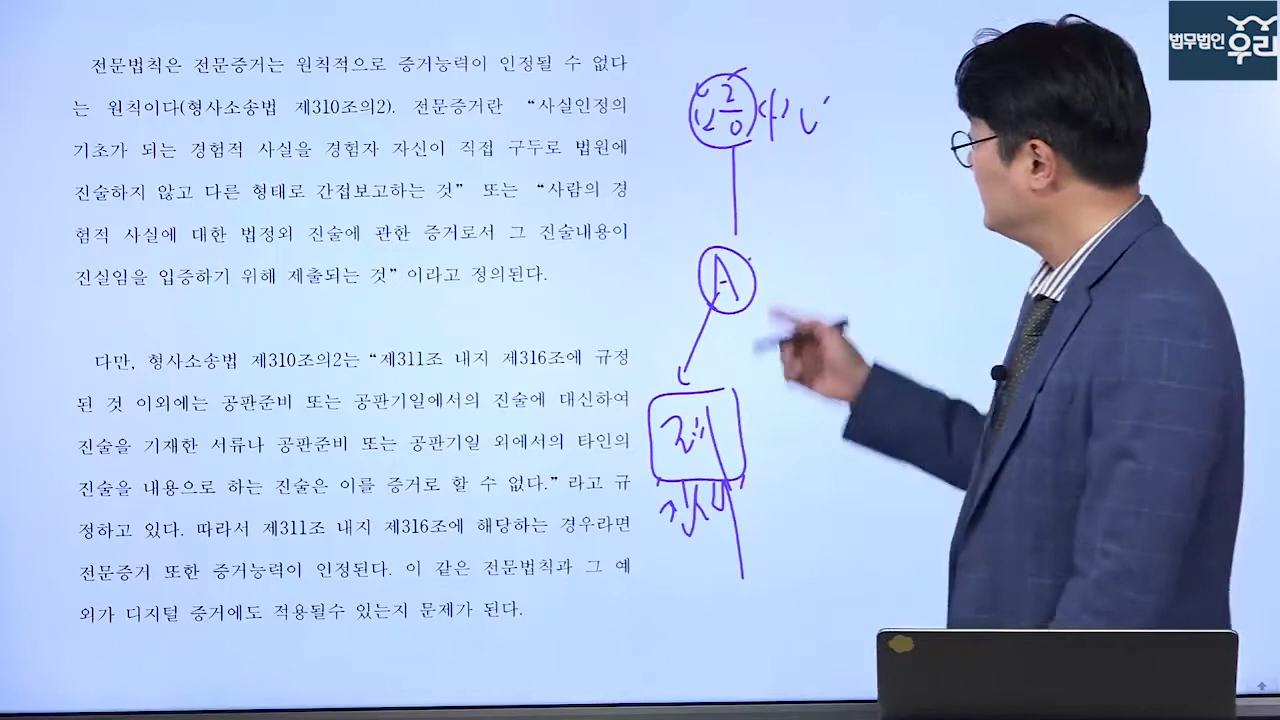 전문법칙은 전문증거는 원칙적으로 증거능력이 인정될 수 없다
는 원칙이다(형사소송법 제310조의2). 전문증거란 “사실인정의
기초가 되는 경험적 사실을 경험자 자신이 직접 구두로 법원에
진술하지 않고 다른 형태로 간접보고하는 것” 또는 “사람의 경
험적 사실에 대한 법정외 진술에 관한 증거로서 그 진술내용이
진실임을 입증하기 위해 제출되는 것” 이라고 정의된다.
다만, 형사소송법 제310조의2는 “제311조 내지 제316조에 규정
된 것 이외에는 공판준비 또는 공판기일에서의 진술에 대신하여
진술을 기재한 서류나 공판준비 또는 공판기일 외에서의 타인의
진술을 내용으로 하는 진술은 이를 증거로 할 수 없다.” 라고 규
정하고 있다. 따라서 제311조 내지 제316조에 해당하는 경우라면
전문증거 또한 증거능력이 인정된다. 이 같은 전문법칙과 그 예
외가 디지털 증거에도 적용될수 있는지 문제가 된다.
A
법무법인 우리